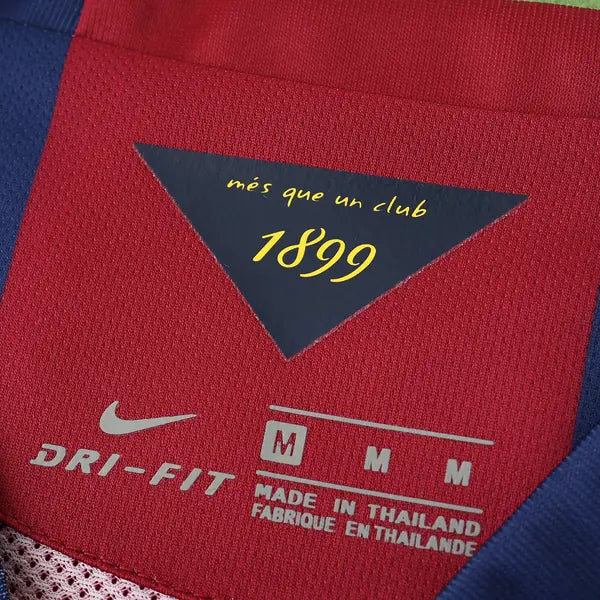 més que un club
1899
DRI-FIT
M M M
MADE IN THAILAND
FABRIQUE EN THAILANDE